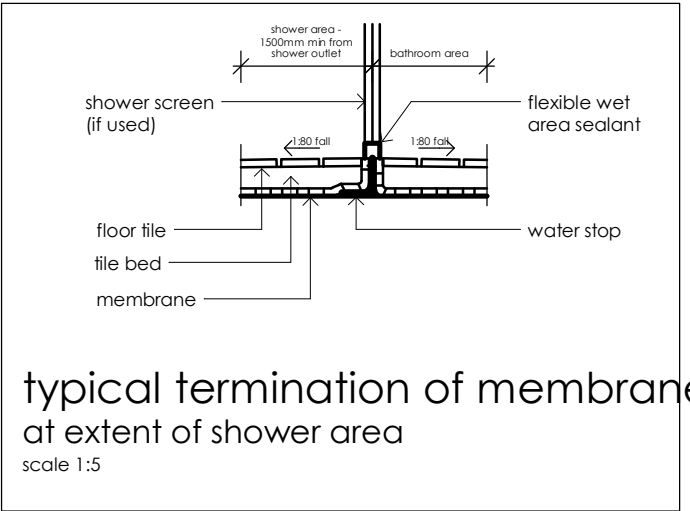 shower area -
1500mm min from
shower outlet
bathroom area
shower screen
(if used)
flexible wet
area sealant
1:80 fall
1:80 fall
floor tile
water stop
tile bed
membrane
typical termination of membrane
at extent of shower area
scale 1:5